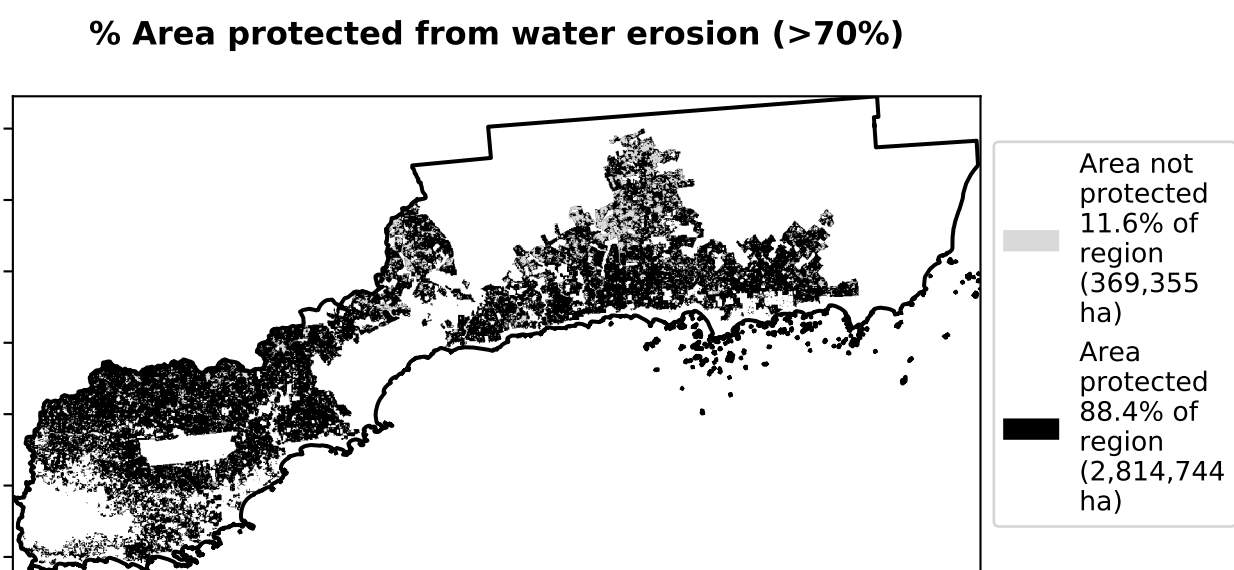 % Area protected from water erosion (>70%)
Area not
protected
11.6% of
region
(369,355
ha)
Area
protected
88.4% of
region
(2,814,744
ha)